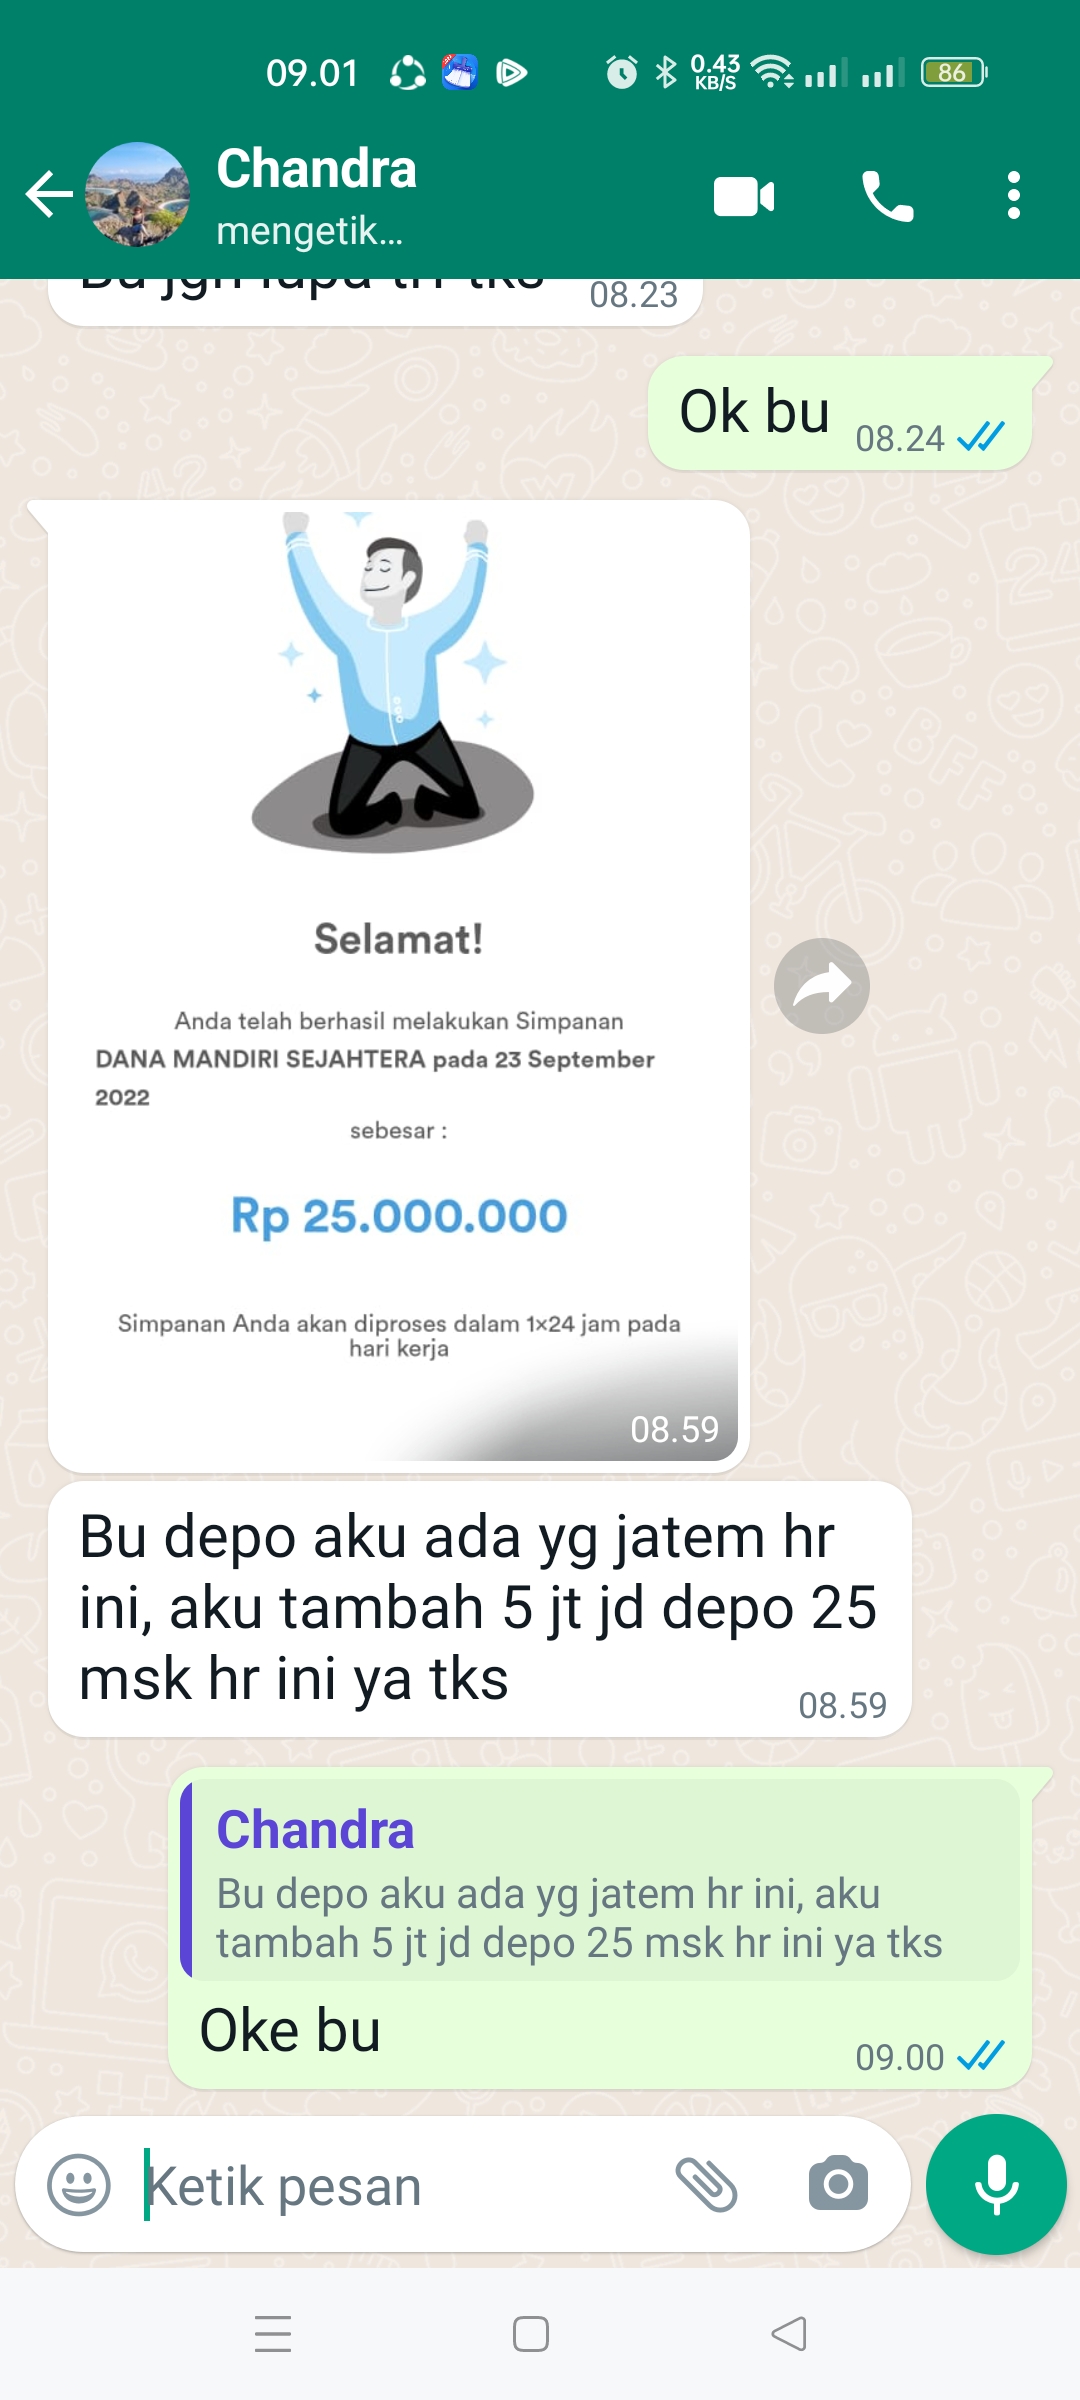 09.01
0.43
KB/S
86
Chandra
mengetik...
08.23
Ok bu
08.24
Selamat!
Anda telah berhasil melakukan Simpanan
DANA MANDIRI SEJAHTERA pada 23 September
2022
sebesar :
Rp 25.000.000
Simpanan Anda akan diproses dalam 1x24 jam pada
hari kerja
08.59
Bu depo aku ada yg jatem hr
ini, aku tambah 5 jt jd depo 25
msk hr ini ya tks
08.59
Chandra
Bu depo aku ada yg jatem hr ini, aku
tambah 5 jt jd depo 25 msk hr ini ya tks
Oke bu
09.00
Ketik pesan